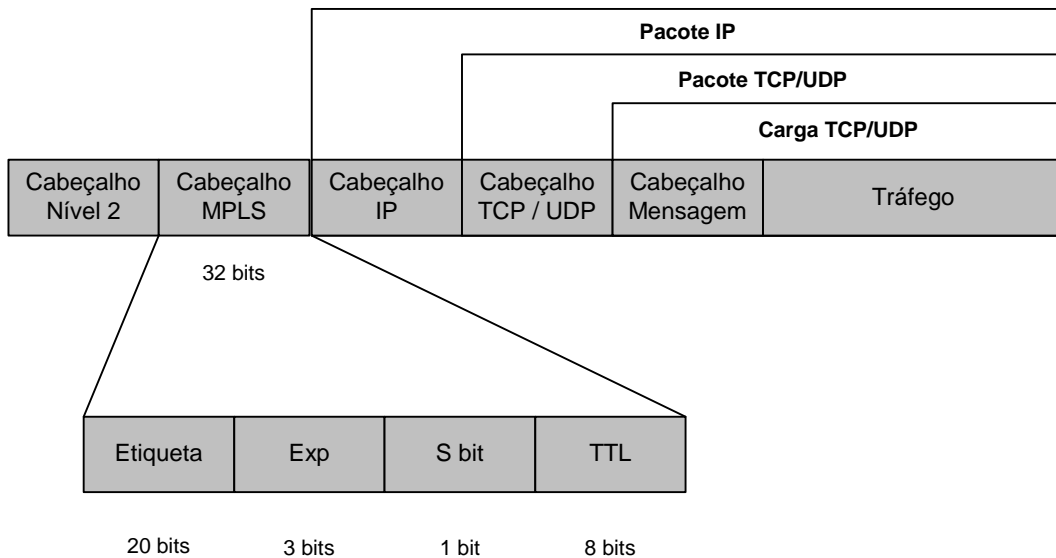 Pacote IP
Pacote TCP/UDP
Carga TCP/UDP
Cabeçalho
Nível 2
Cabeçalho
MPLS
Cabeçalho
IP
Cabeçalho
TCP / UDP
Cabeçalho
Mensagem
Tráfego
32 bits
Etiqueta
Exp
S bit
TTL
20 bits
3 bits
1 bit
8 bits